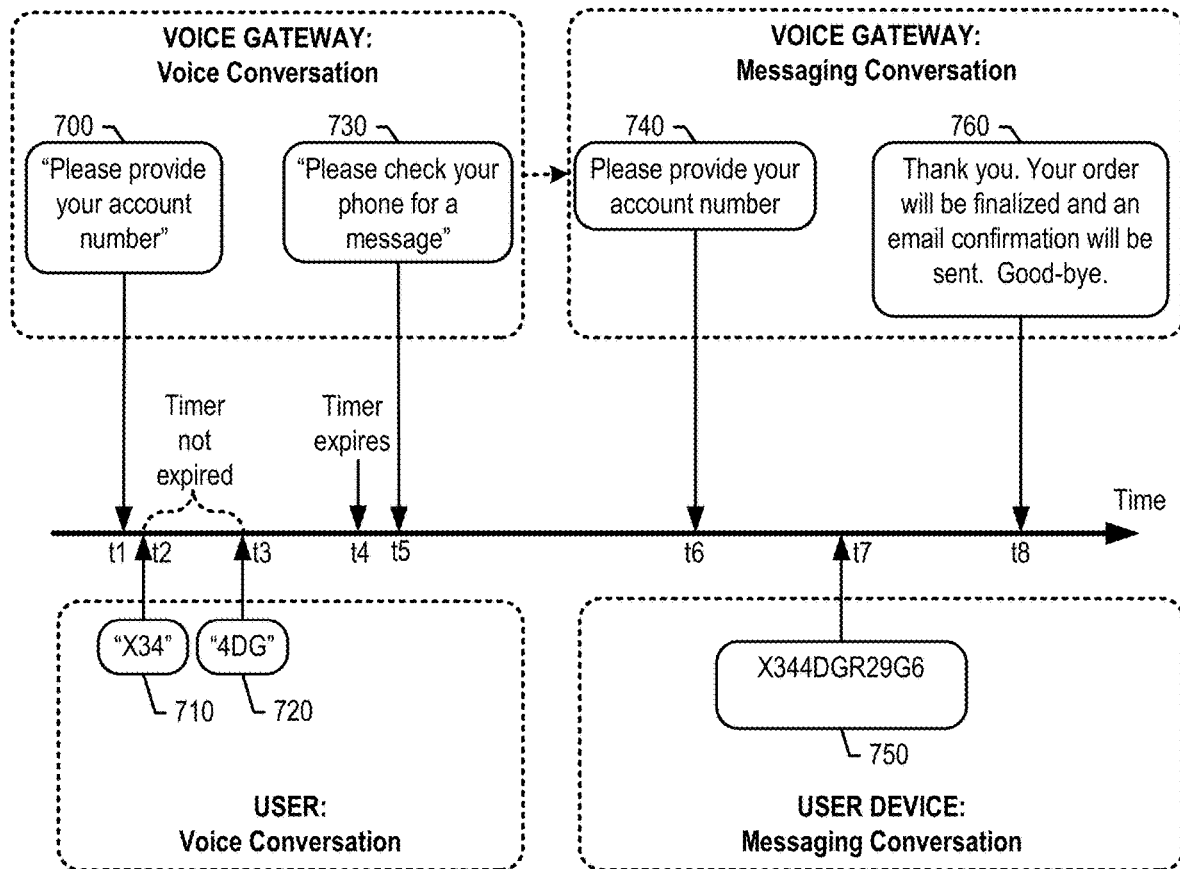 VOICE GATEWAY:
Voice Conversation
700
“Please provide
your account
number”
730
“Please check your
phone for a
message”
VOICE GATEWAY:
Messaging Conversation
740
Please provide your
account number
760
Thank you. Your order
will be finalized and an
email confirmation will be
sent. Good-bye.
Timer
not
expired
Timer
expires
Time
t1
t2
t3
t4
t5
t6
t7
t8
“X34”
“4DG”
710
720
USER:
Voice Conversation
X344DGR29G6
750
USER DEVICE:
Messaging Conversation